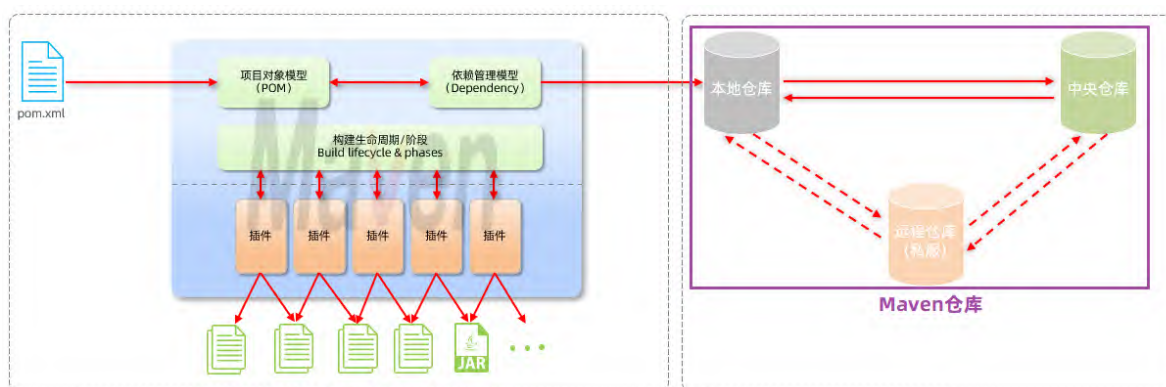 pom.xml
项目对象模型
(POM)
依赖管理模型
(Dependency)
构建生命周期/阶段
Build lifecycle & phases
Maven
插件
插件
插件
插件
插件
JAR
本地仓库
中央仓库
远程仓库
(私服)
Maven仓库